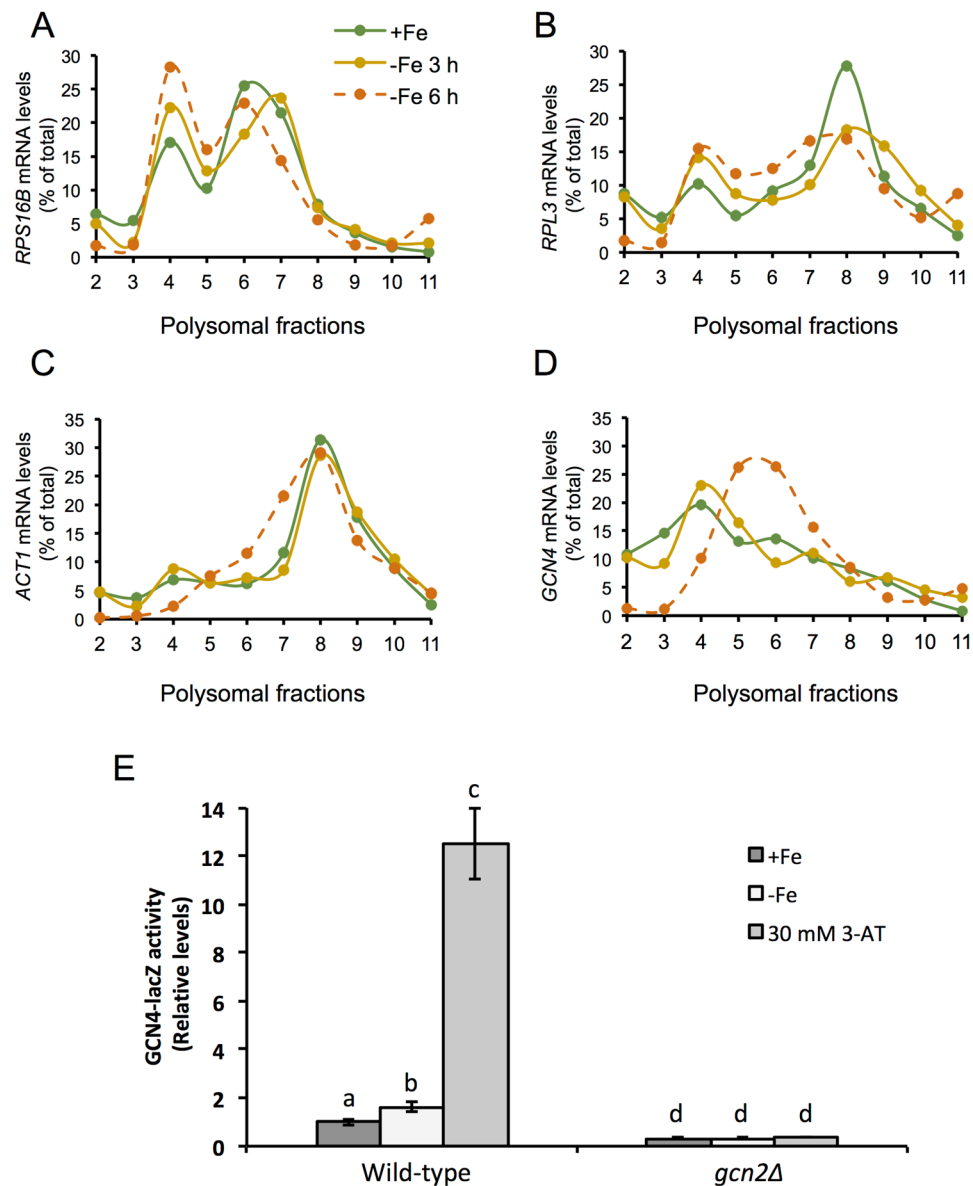 A
+Fe
-Fe 3 h
-Fe 6 h
RPS16B mRNA levels
(% of total)
30
25
20
15
10
5
0
2 3 4 5 6 7 8 9 10 11
Polysomal fractions
B
RPL3 mRNA levels
(% of total)
30
25
20
15
10
5
0
2 3 4 5 6 7 8 9 10 11
Polysomal fractions
C
ACT1 mRNA levels
(% of total)
35
30
25
20
15
10
5
0
2 3 4 5 6 7 8 9 10 11
Polysomal fractions
D
GCN4 mRNA levels
(% of total)
35
30
25
20
15
10
5
0
2 3 4 5 6 7 8 9 10 11
Polysomal fractions
E
GCN4-lacZ activity
(Relative levels)
14
12
10
8
6
4
2
0
a
b
c
d d d
+Fe
-Fe
30 mM 3-AT
Wild-type gcn2Δ